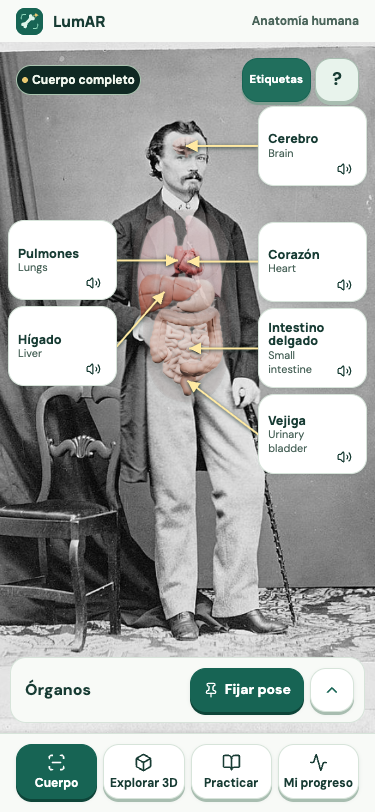 LumAR
Anatomía humana
Cuerpo completo
Etiquetas
?
Cerebro
Brain
Pulmones
Lungs
Corazón
Heart
Hígado
Liver
Intestino
delgado
Small
intestine
Vejiga
Urinary
bladder
Órganos
Fijar pose
Cuerpo
Explorar 3D
Practicar
Mi progreso